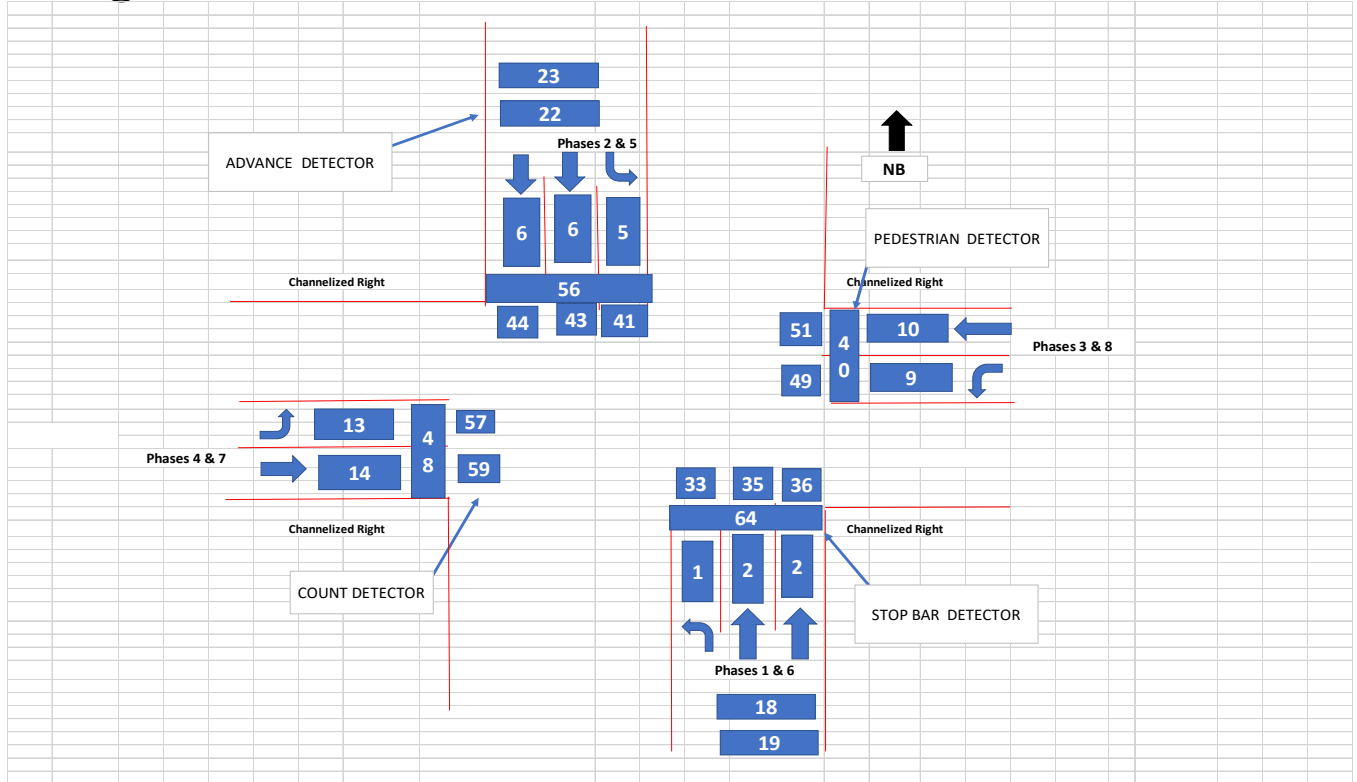 23
22
Phases 2 & 5
ADVANCE DETECTOR
NB
6
6
5
PEDESTRIAN DETECTOR
Channelized Right
56
Channelized Right
44
43
41
51
4
0
10
Phases 3 & 8
49
9
13
4
8
57
Phases 4 & 7
14
59
33
35
36
64
Channelized Right
Channelized Right
1
2
2
COUNT DETECTOR
STOP BAR DETECTOR
Phases 1 & 6
18
19